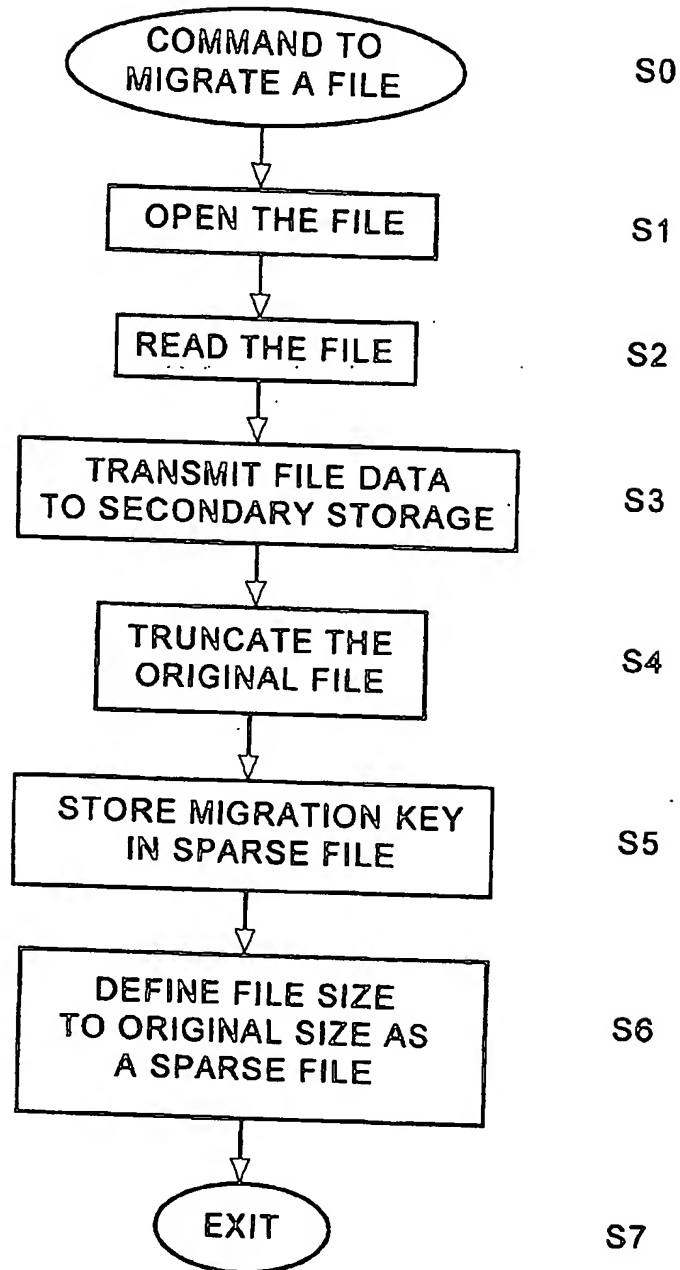 COMMAND TO
MIGRATE A FILE
S0
OPEN THE FILE
S1
READ THE FILE
S2
TRANSMIT FILE DATA
TO SECONDARY STORAGE
S3
TRUNCATE THE
ORIGINAL FILE
S4
STORE MIGRATION KEY
IN SPARSE FILE
S5
DEFINE FILE SIZE
TO ORIGINAL SIZE AS
A SPARSE FILE
S6
EXIT
S7